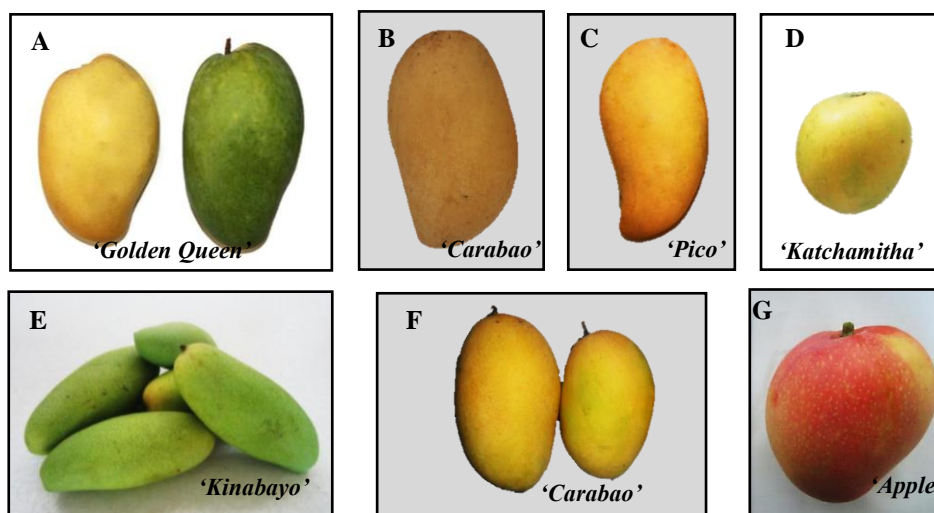 A
‘Golden Queen’
B
‘Carabao’
C
‘Pico’
D
‘Katchamitha’
E
‘Kinabayo’
F
‘Carabao’
G
‘Apple